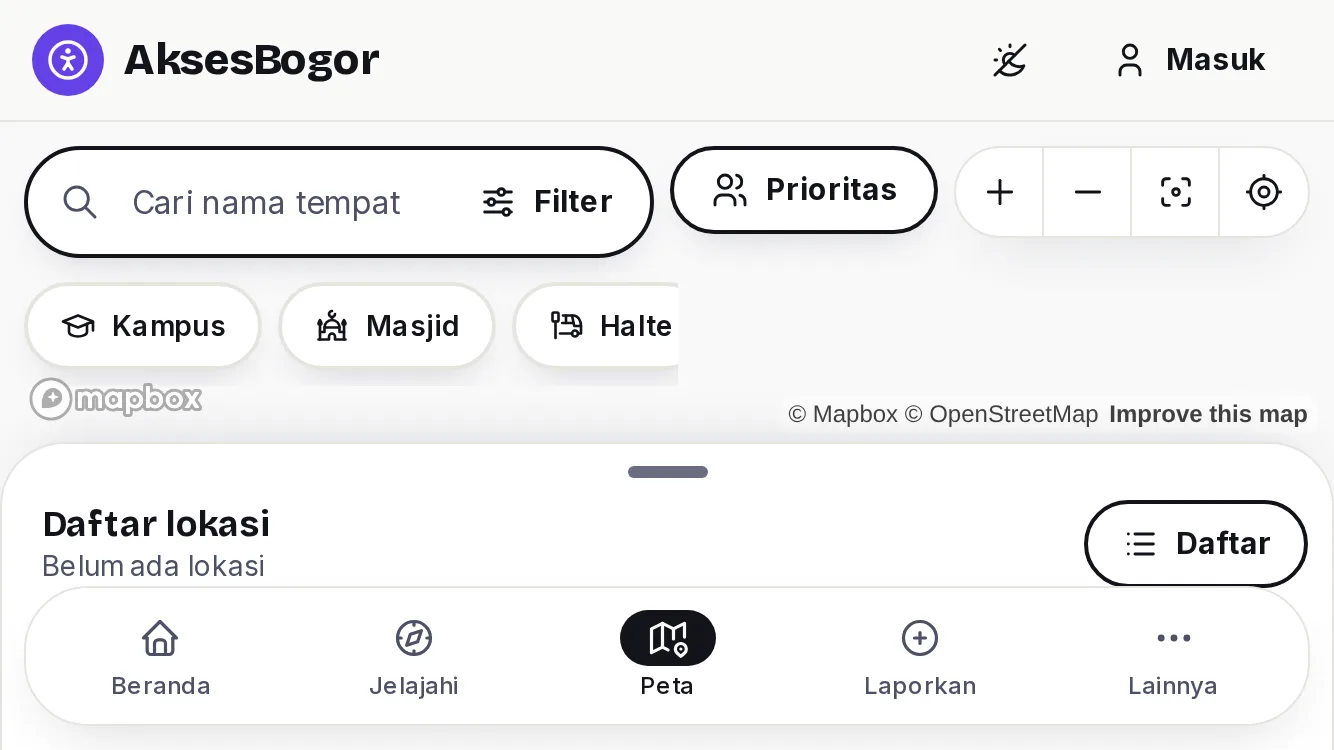 AksesBogor
Masuk
Cari nama tempat
Filter
Prioritas
Kampus
Masjid
Halte
mapbox
© Mapbox © OpenStreetMap Improve this map
Daftar lokasi
Belum ada lokasi
Daftar
Beranda
Jelajahi
Peta
Laporkan
Lainnya